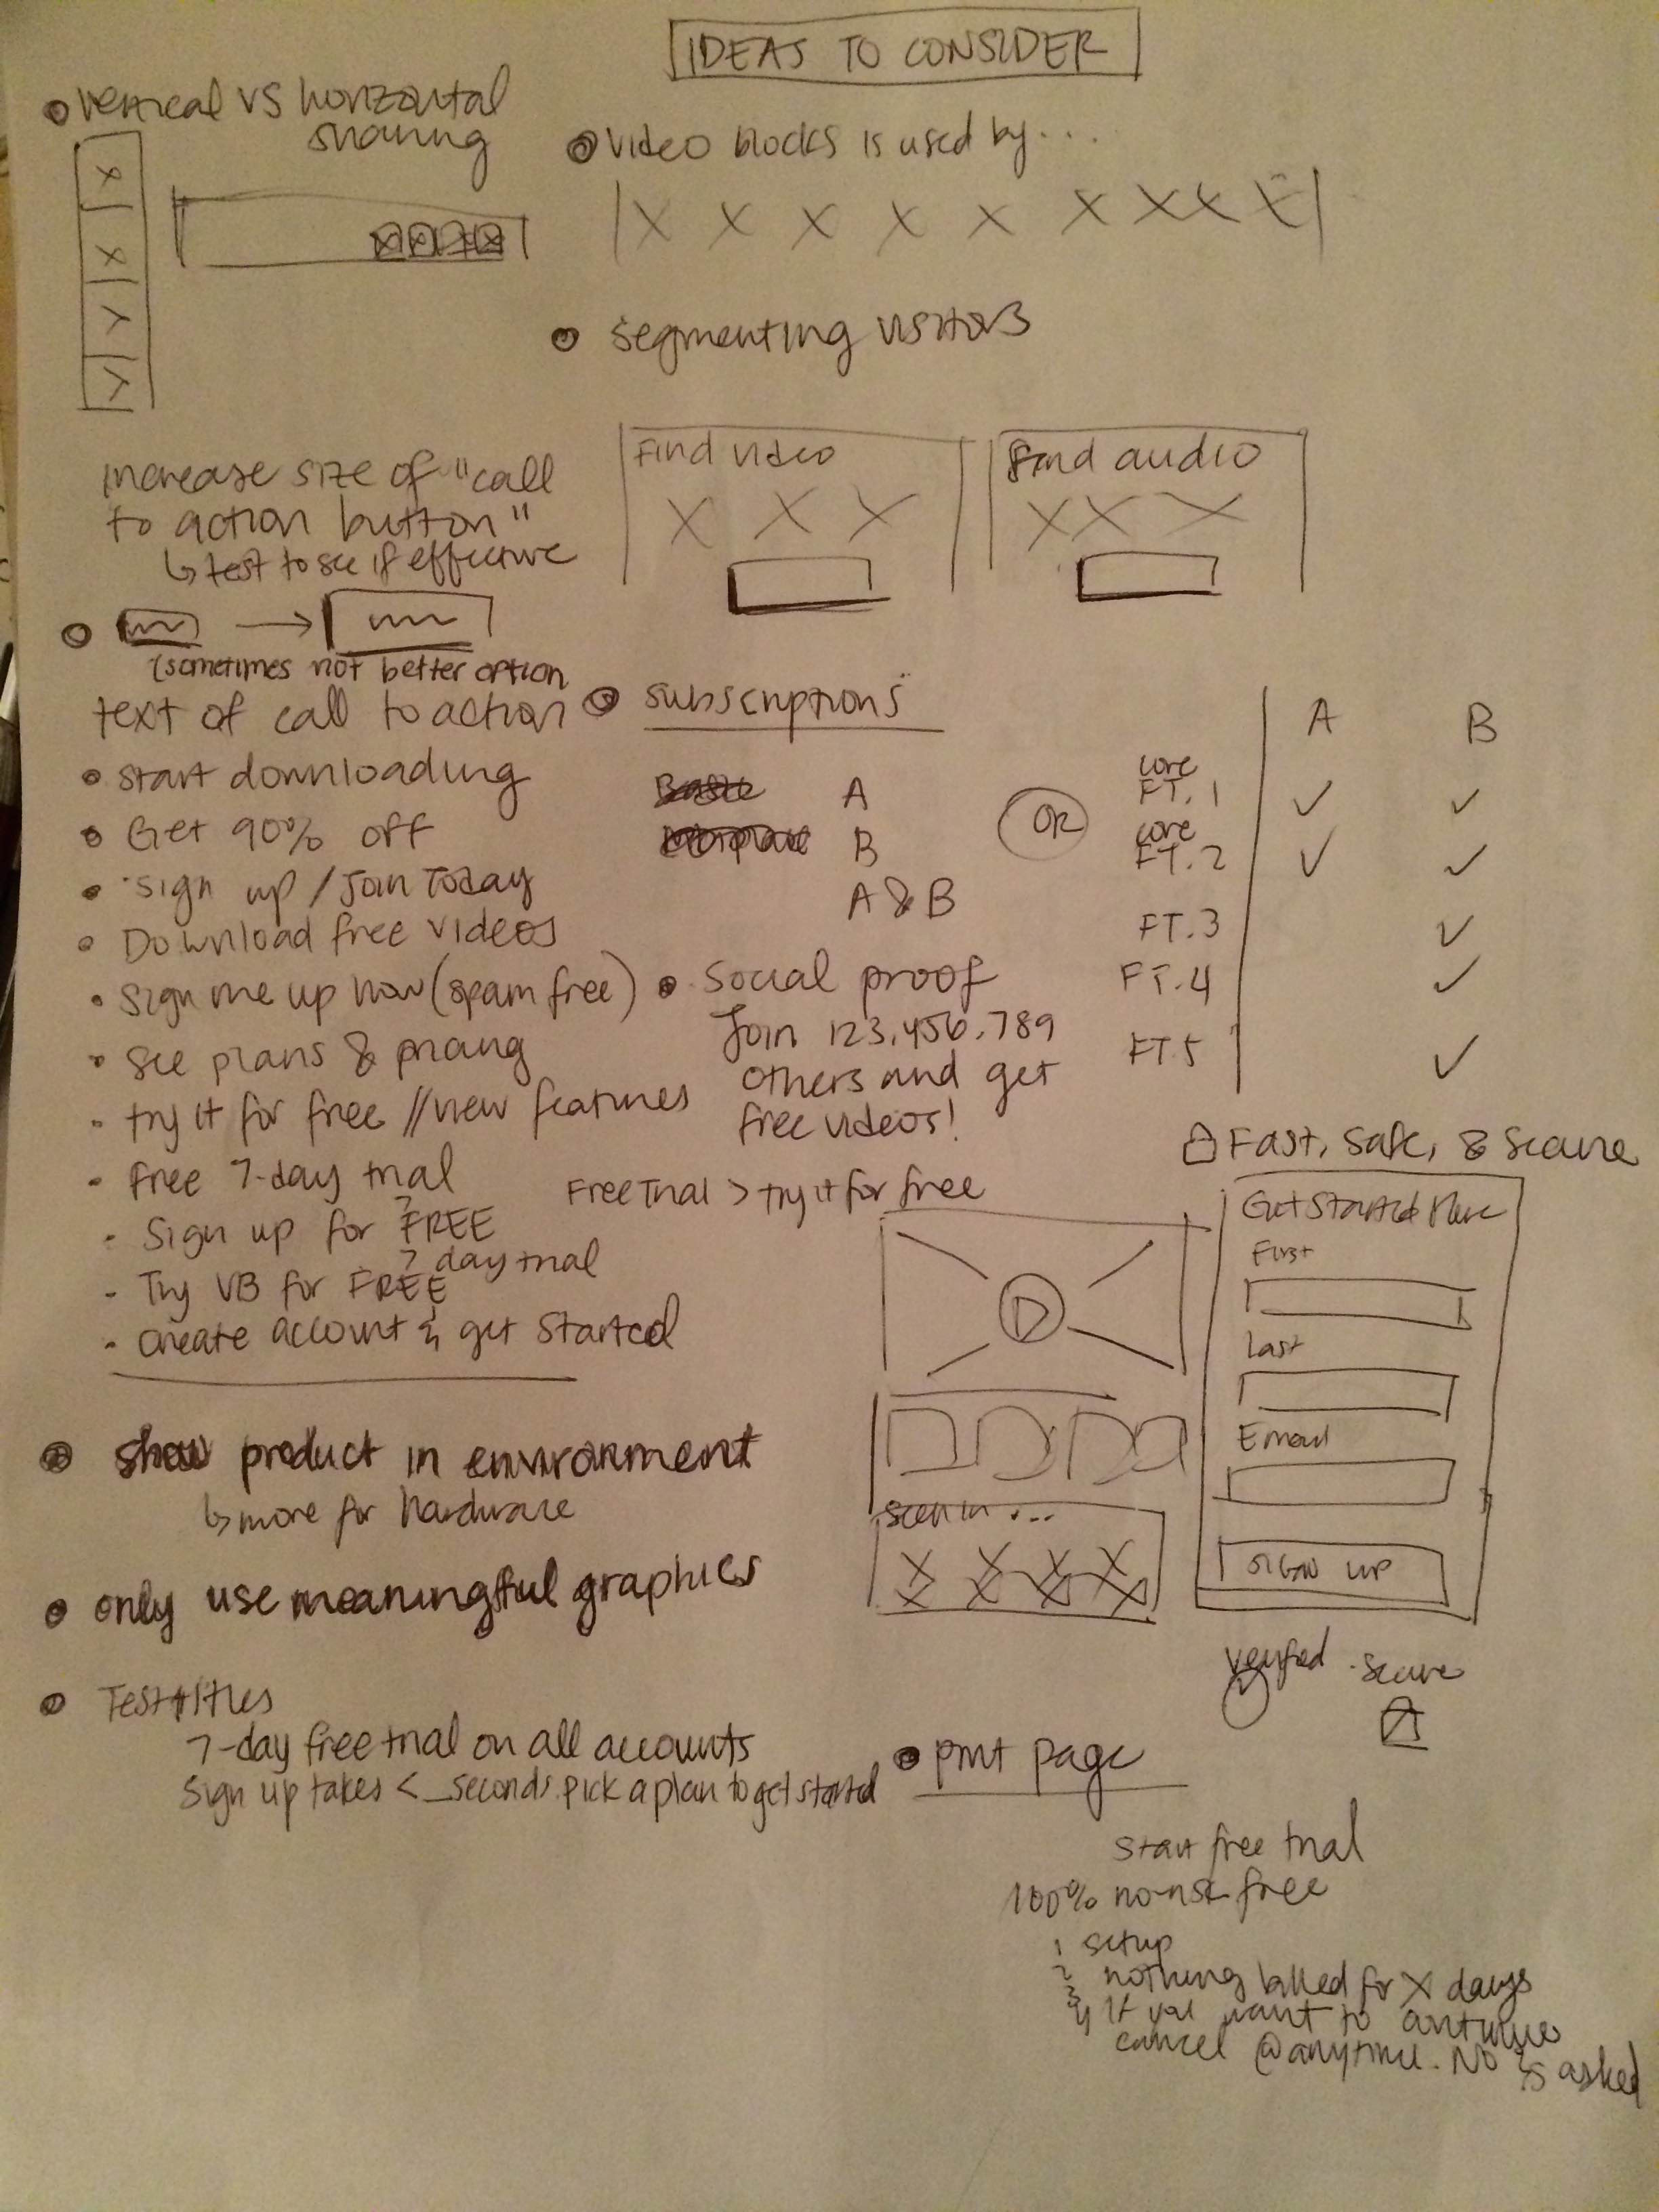 IDEAS TO CONSIDER
vertical vs horizontal
sharing
X
X
Y
Y
Video blocks is used by....
X X X X X X X X X
segmenting visitors
Find video
X X X
Find audio
X X X
increase size of "call
to action button"
↳ test to see if effective
→
(sometimes not better option
text of call to action
• start downloading
• Get 90% off
• sign up / Join Today
• Download free videos
• sign me up now (spam free)
• see plans & pricing
• try it for free // view features
• free 7-day trial
• Sign up for FREE
7 day trial
• Try VB for FREE
• create account & get started
subscriptions
A
B
A & B
OR
A B
core
FT. 1 ✓ ✓
core
FT. 2 ✓ ✓
FT. 3 ✓
FT. 4 ✓
FT. 5 ✓
• Social proof
Join 123,456,789
others and get
free videos!
Free Trial > try it for free
Fast, Safe, & Secure
Get Started Here
First
Last
Email
SIGN UP
seen in ...
X X X X
verified
secure
show product in environment
↳ more for hardware
only use meaningful graphics
Test titles
7-day free trial on all accounts
Sign up takes < _ seconds. pick a plan to get started
pmt page
start free trial
100% no-risk free
1 setup
2 nothing billed for X days
3
4 If you want to continue
cancel @ anytime. No ?s asked